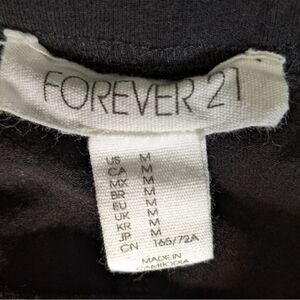 FOREVER 21
US M
CA M
MX M
BR M
EU M
UK M
KR M
JP M
CN 165/72A
MADE IN
CAMBODIA